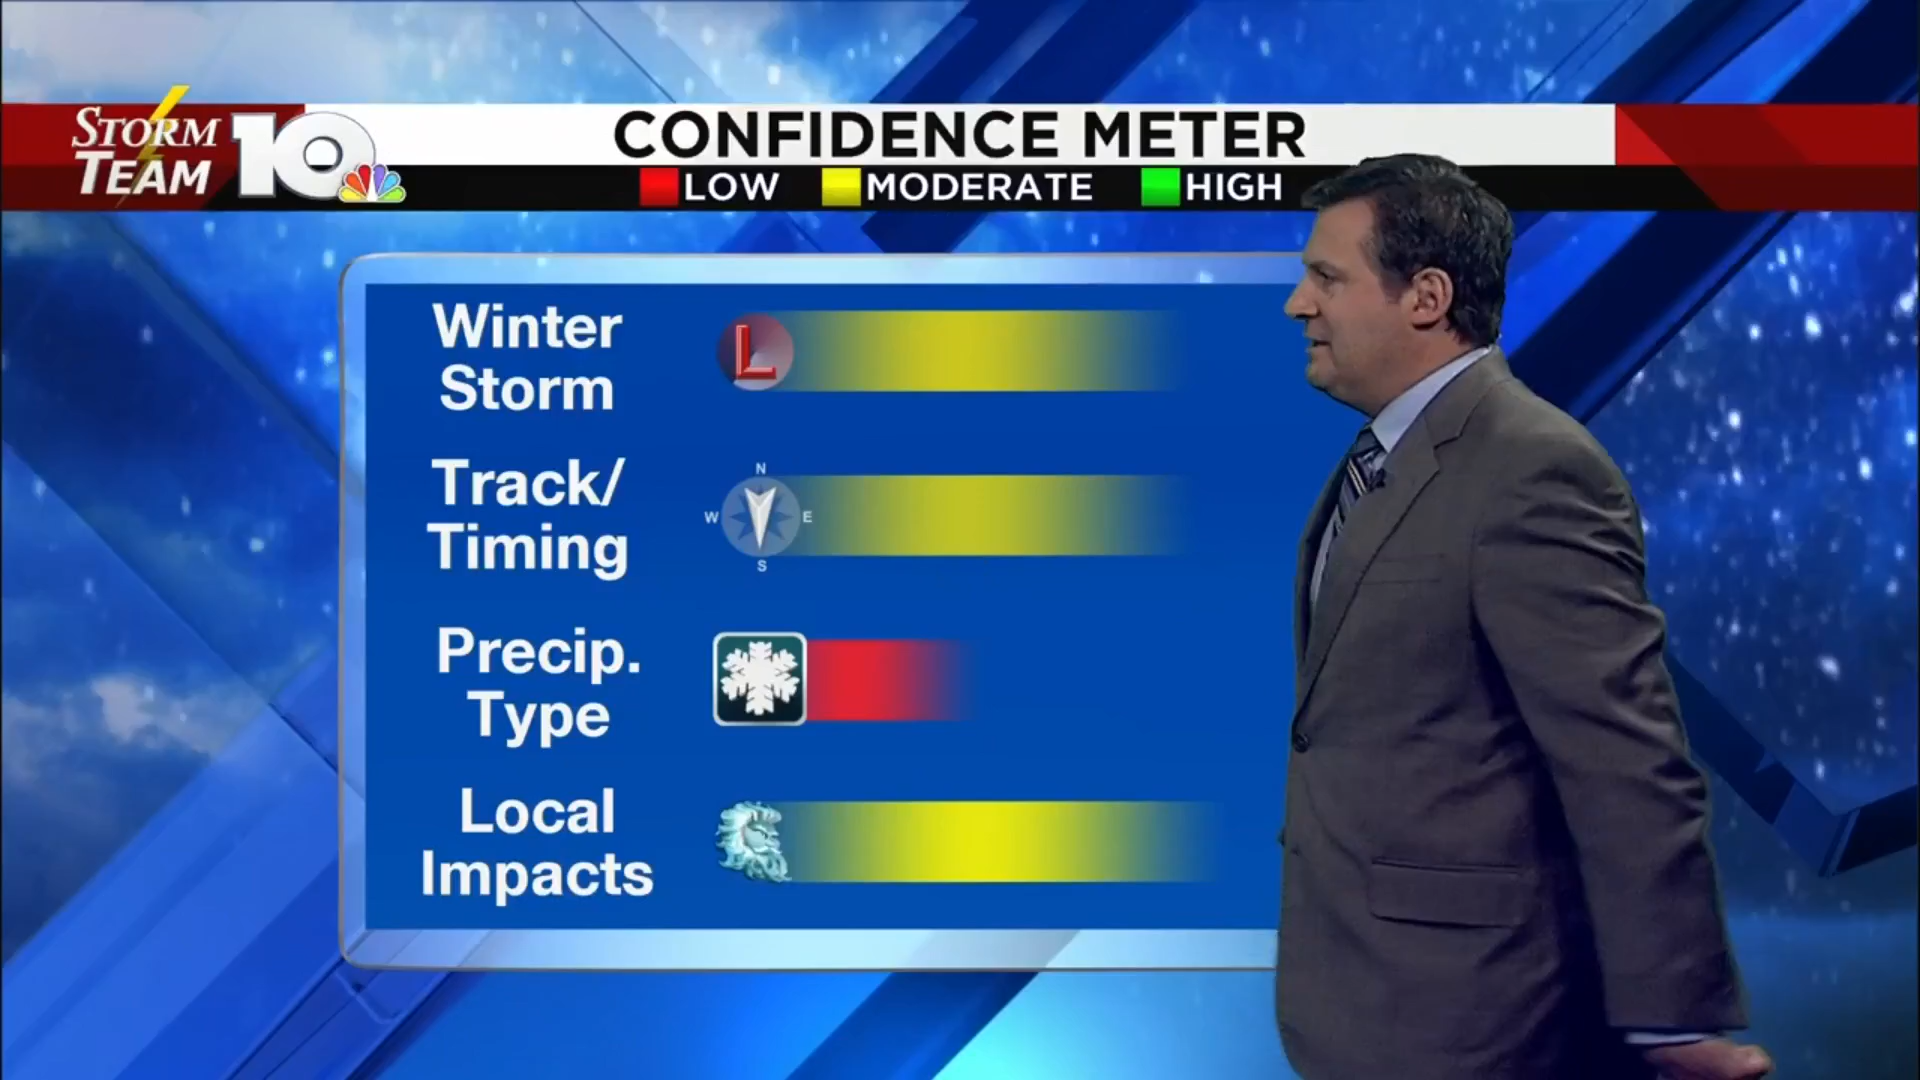 STORM
TEAM
10
CONFIDENCE METER
LOW MODERATE HIGH
Winter
Storm
L
Track/
Timing
N
W E
S
Precip.
Type
Local
Impacts